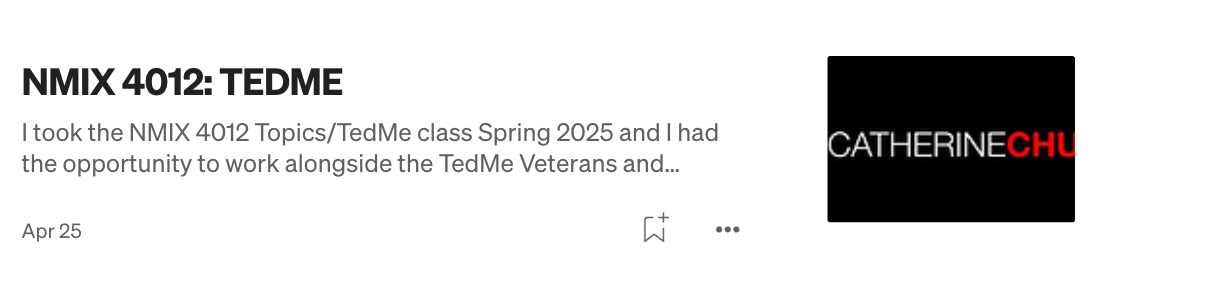 NMIX 4012: TEDME
I took the NMIX 4012 Topics/TedMe class Spring 2025 and I had
the opportunity to work alongside the TedMe Veterans and...
Apr 25
CATHERINECHU